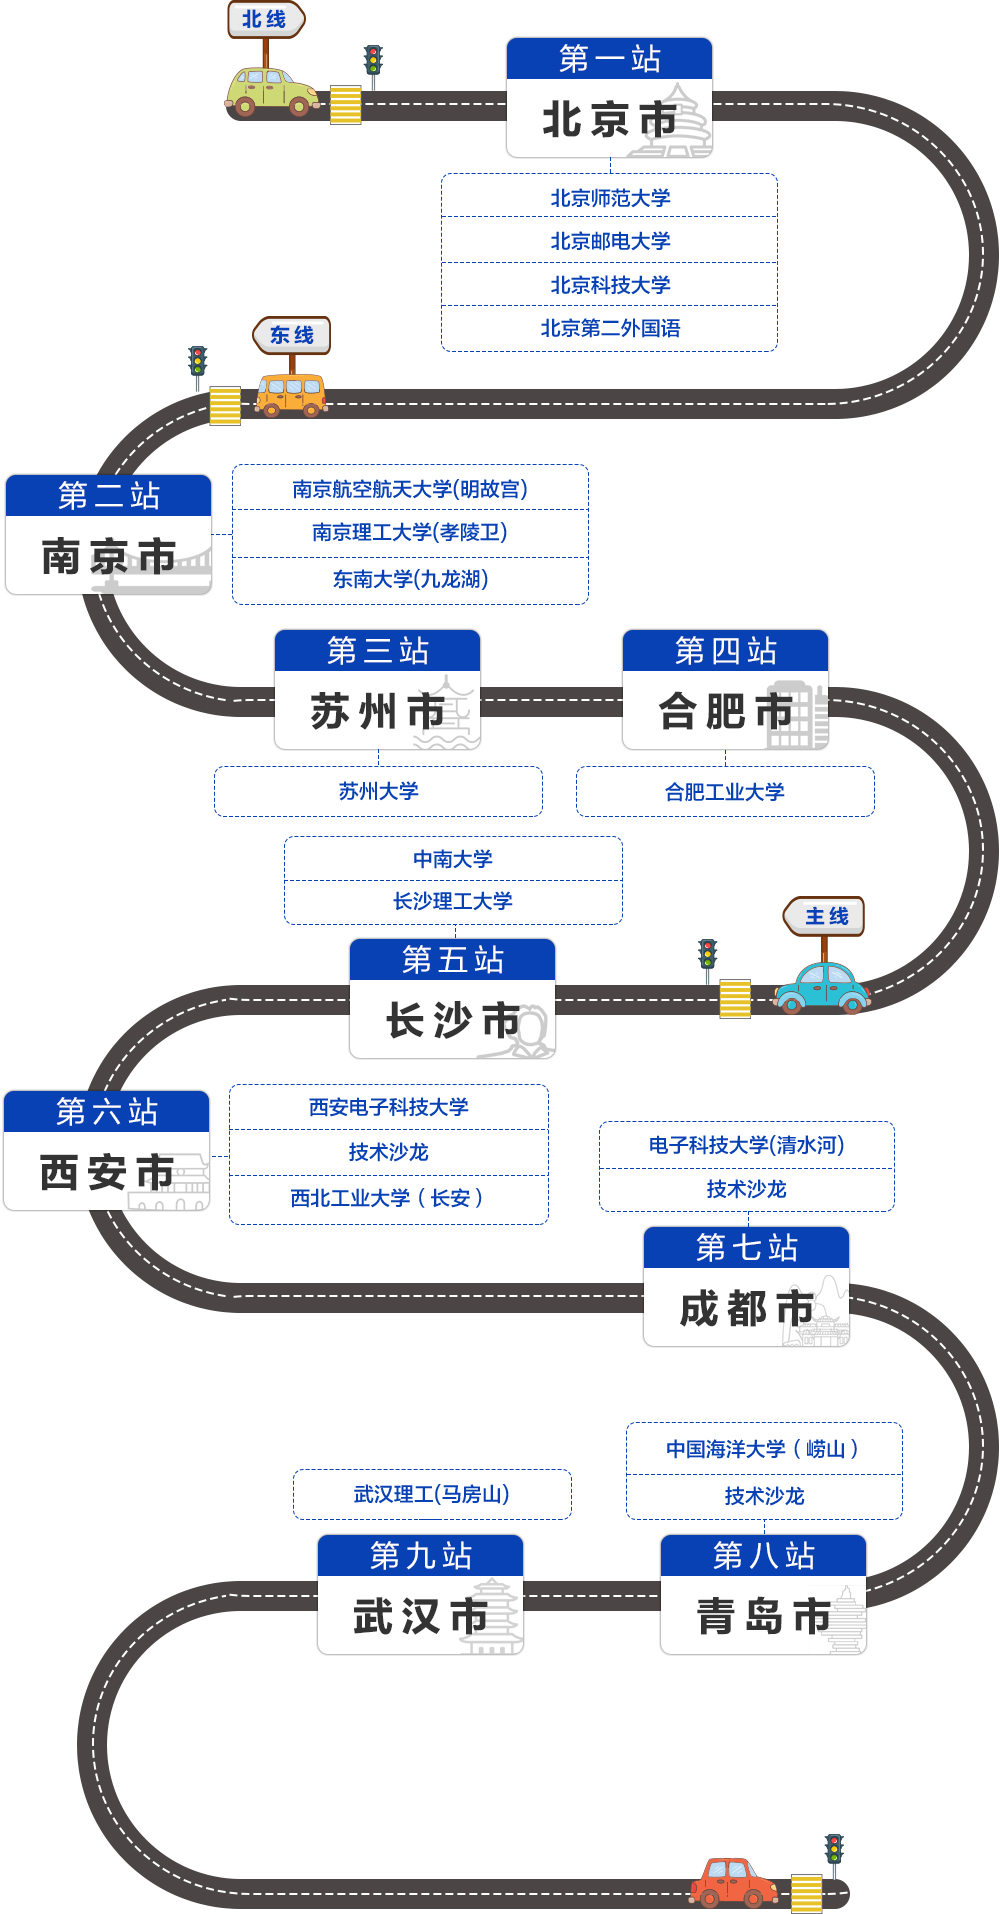 北线
第一站
北京市
北京师范大学
北京邮电大学
北京科技大学
北京第二外国语
东线
第二站
南京市
南京航空航天大学(明故宫)
南京理工大学(孝陵卫)
东南大学(九龙湖)
第三站
苏州市
苏州大学
第四站
合肥市
合肥工业大学
主线
中南大学
长沙理工大学
第五站
长沙市
第六站
西安市
西安电子科技大学
技术沙龙
西北工业大学（长安）
电子科技大学(清水河)
技术沙龙
第七站
成都市
中国海洋大学（崂山）
技术沙龙
第八站
青岛市
武汉理工(马房山)
第九站
武汉市